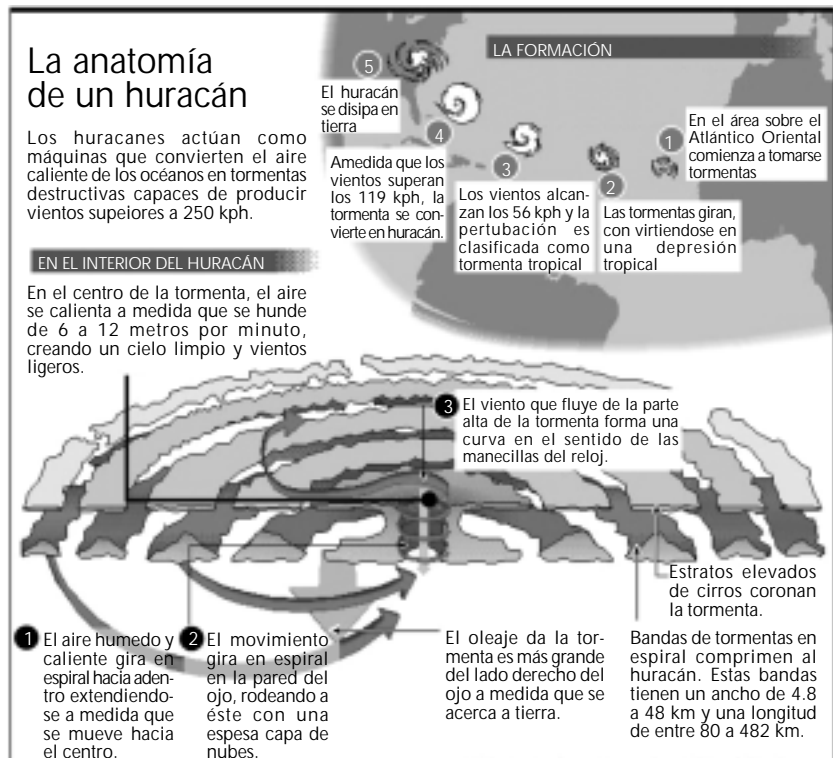 La anatomía
de un huracán
Los huracanes actúan como
máquinas que convierten el aire
caliente de los océanos en tormentas
destructivas capaces de producir
vientos supeiores a 250 kph.
LA FORMACIÓN
1
En el área sobre el
Atlántico Oriental
comienza a tomarse
tormentas
2
Las tormentas giran,
con virtiendose en
una depresión
tropical
3
Los vientos alcan-
zan los 56 kph y la
pertubación es
clasificada como
tormenta tropical
4
Amedida que los
vientos superan
los 119 kph, la
tormenta se con-
vierte en huracán.
5
El huracán
se disipa en
tierra
EN EL INTERIOR DEL HURACÁN
En el centro de la tormenta, el aire
se calienta a medida que se hunde
de 6 a 12 metros por minuto,
creando un cielo limpio y vientos
ligeros.
3 El viento que fluye de la parte
alta de la tormenta forma una
curva en el sentido de las
manecillas del reloj.
Estratos elevados
de cirros coronan
la tormenta.
1 El aire humedo y
caliente gira en
espiral hacia aden-
tro extendiendo-
se a medida que
se mueve hacia
el centro.
2 El movimiento
gira en espiral
en la pared del
ojo, rodeando a
éste con una
espesa capa de
nubes.
El oleaje da la tor-
menta es más grande
del lado derecho del
ojo a medida que se
acerca a tierra.
Bandas de tormentas en
espiral comprimen al
huracán. Estas bandas
tienen un ancho de 4.8
a 48 km y una longitud
de entre 80 a 482 km.